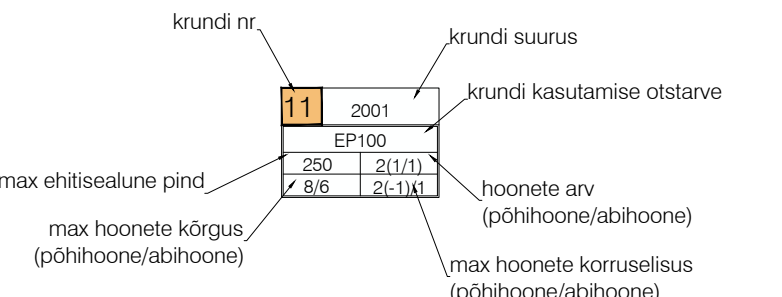 krundi nr
krundi suurus
krundi kasutamise otstarve
11
2001
EP100
250
2(1/1)
8/6
2(-1)/1
max ehitisealune pind
hoonete arv
(põhihoone/abihoone)
max hoonete kõrgus
(põhihoone/abihoone)
max hoonete korruselisus
(põhihoone/abihoone)